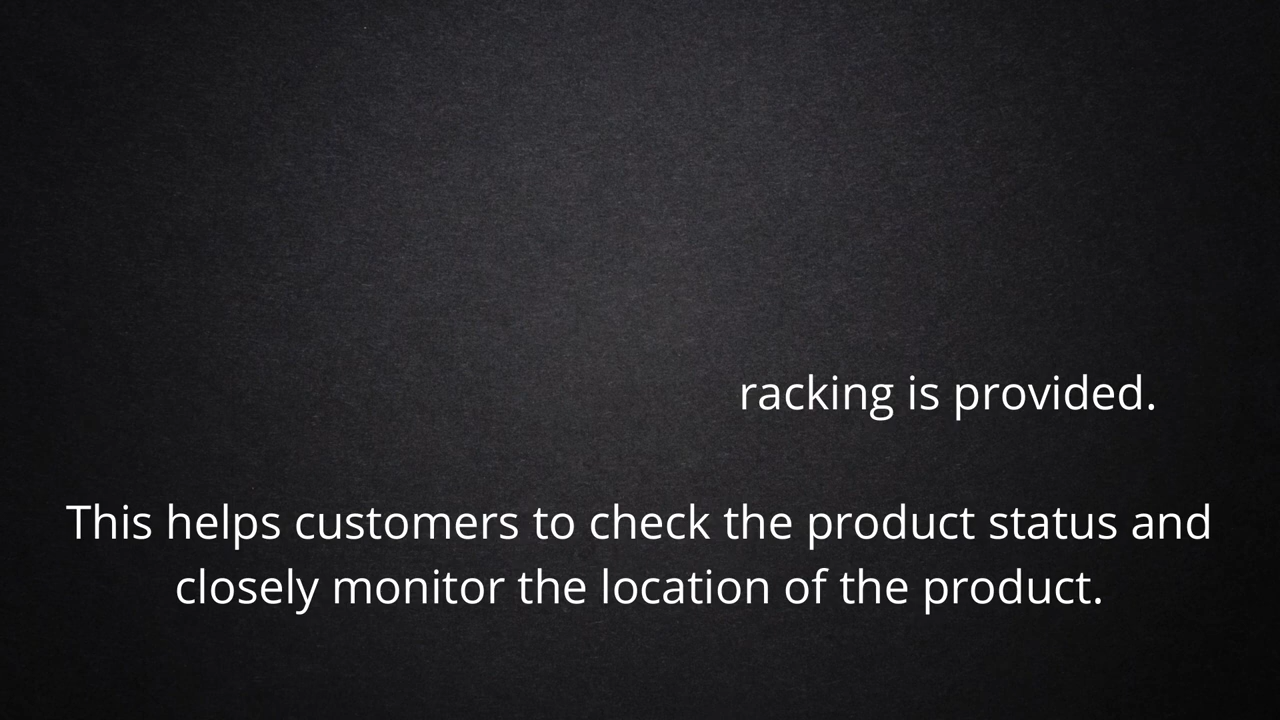 racking is provided.
This helps customers to check the product status and
closely monitor the location of the product.